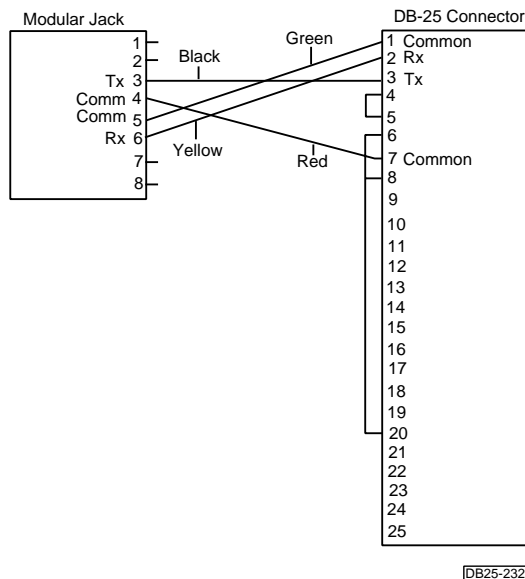 Modular Jack
DB-25 Connector
1
2
Tx 3
Comm 4
Comm 5
Rx 6
7
8
Black
Green
Yellow
Red
1 Common
2 Rx
3 Tx
4
5
6
7 Common
8
9
10
11
12
13
14
15
16
17
18
19
20
21
22
23
24
25
DB25-232